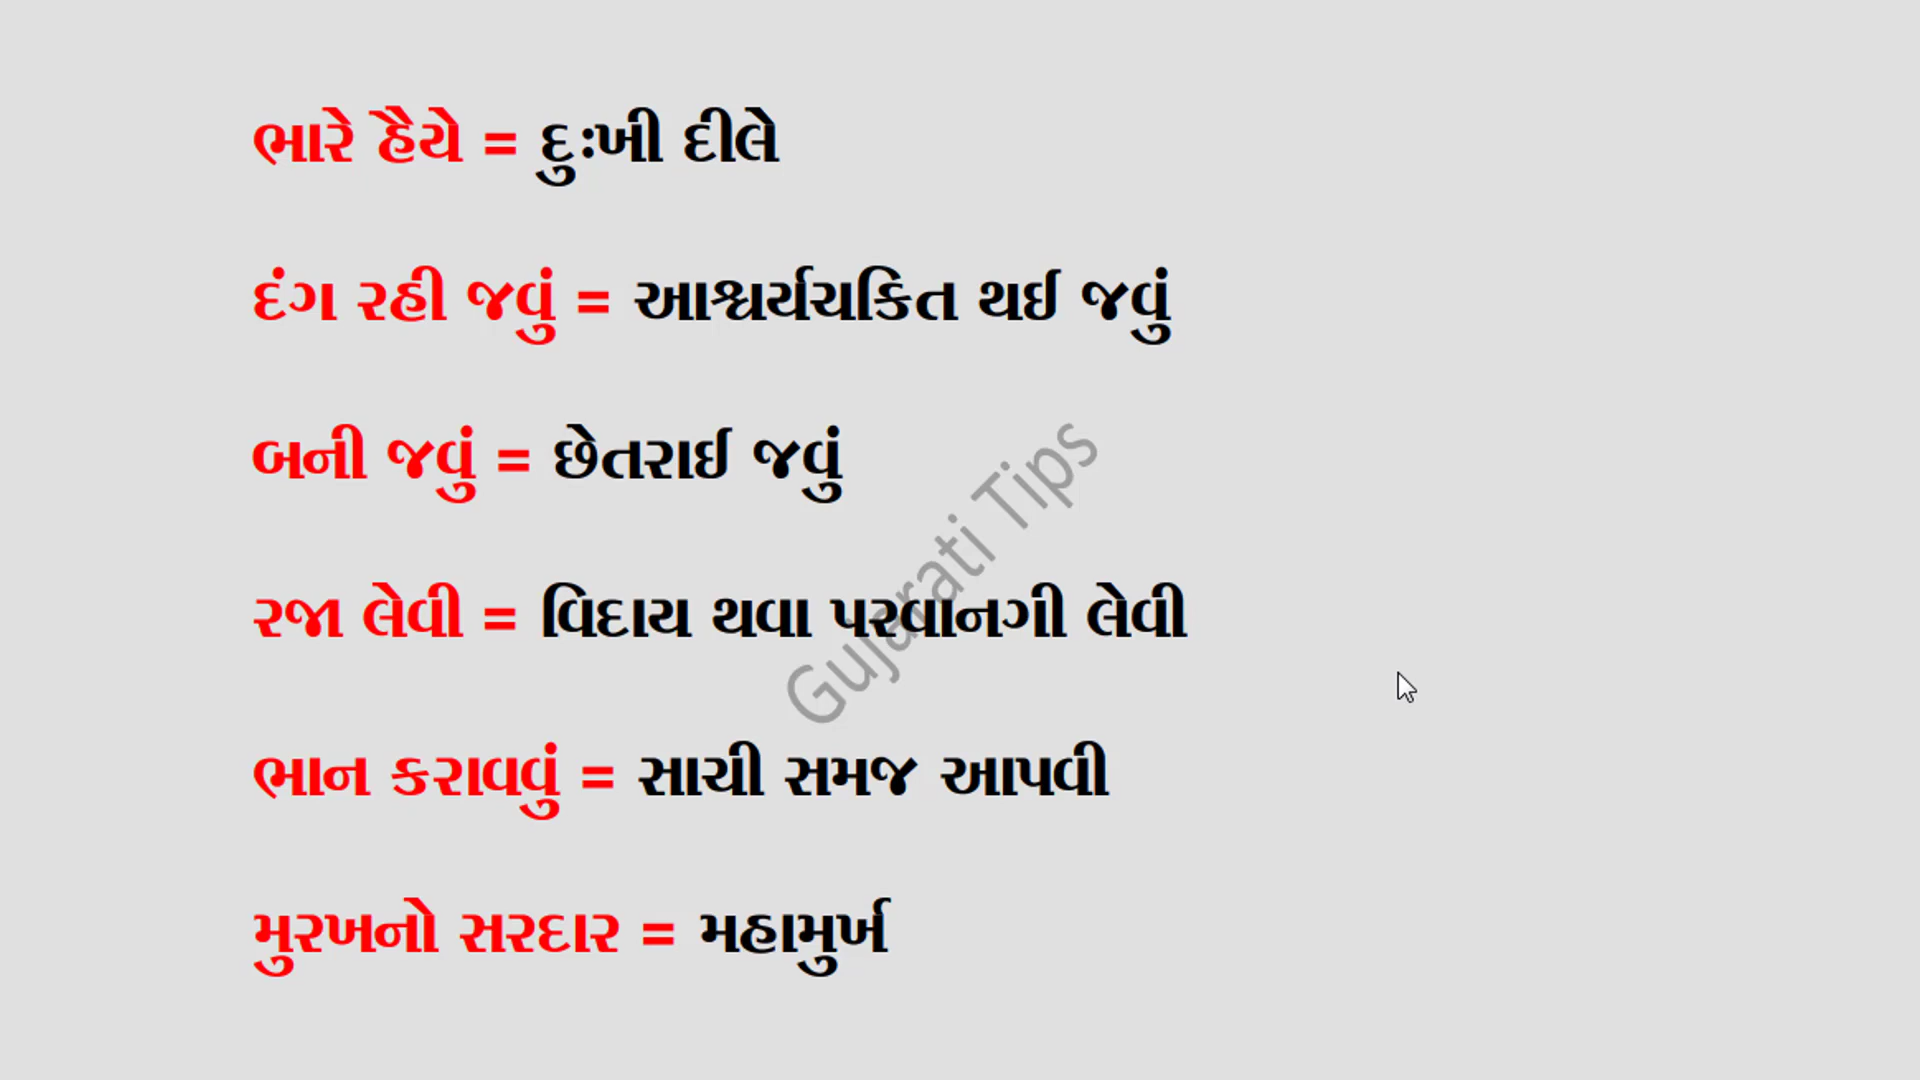 ભારે હૈયે = દુઃખી દીલે
દંગ રહી જવું = આશ્ચર્યચકિત થઈ જવું
બની જવું = છેતરાઈ જવું
રજા લેવી = વિદાય થવા પરવાનગી લેવી
ભાન કરાવવું = સાચી સમજ આપવી
મુરખનો સરદાર = મહામુર્ખ
Gujarati Tips